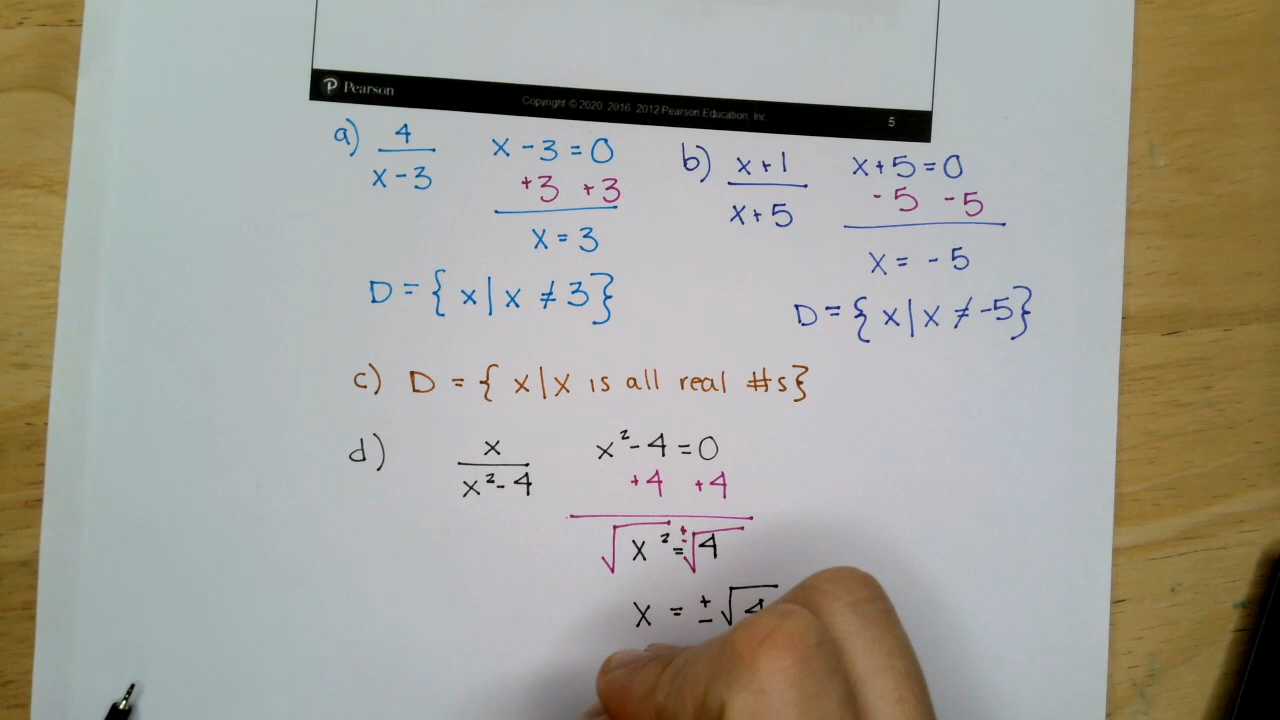 Pearson
Copyright © 2020, 2016, 2012 Pearson Education, Inc
5
a) 4 / x - 3
x - 3 = 0
+3 +3
x = 3
D = { x | x ≠ 3 }
b) x + 1 / x + 5
x + 5 = 0
- 5 - 5
x = - 5
D = { x | x ≠ -5 }
c) D = { x | x is all real #s }
d) x / x² - 4
x² - 4 = 0
+4 +4
√x² = ±√4
x = ±√4